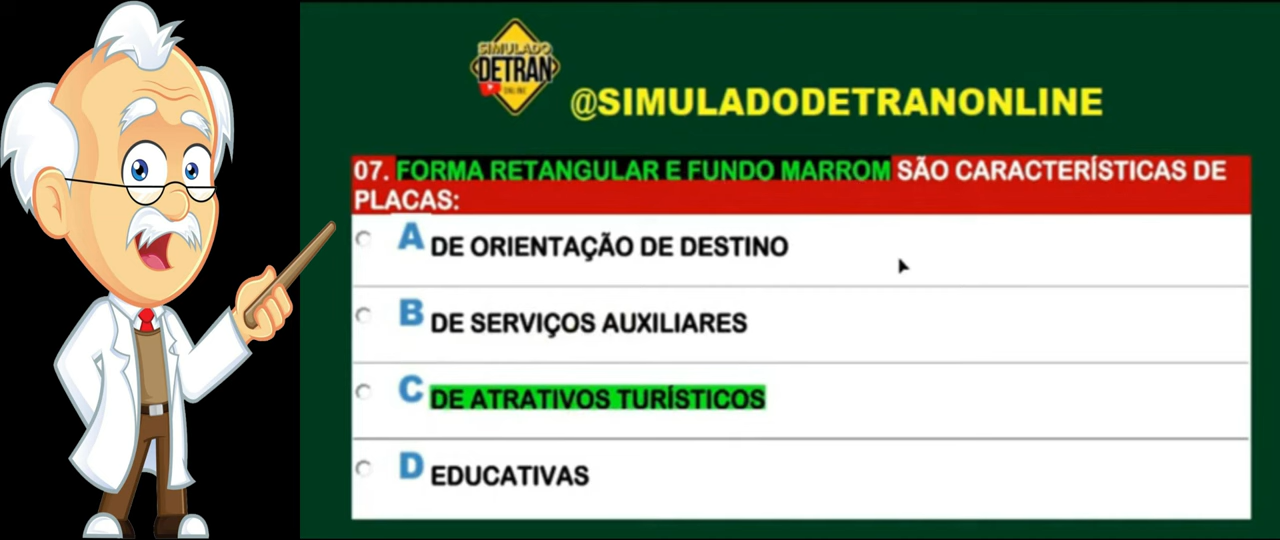 SIMULADO
DETRAN
ONLINE
@SIMULADODETRANONLINE
07. FORMA RETANGULAR E FUNDO MARROM SÃO CARACTERÍSTICAS DE
PLACAS:
A DE ORIENTAÇÃO DE DESTINO
B DE SERVIÇOS AUXILIARES
C DE ATRATIVOS TURÍSTICOS
D EDUCATIVAS